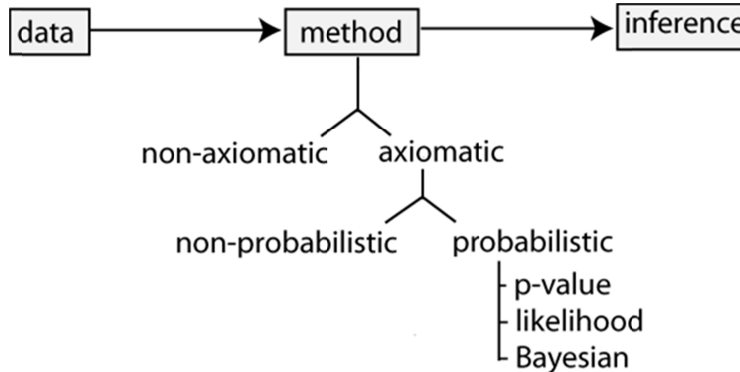 data method inference
non-axiomatic axiomatic
non-probabilistic probabilistic
p-value
likelihood
Bayesian